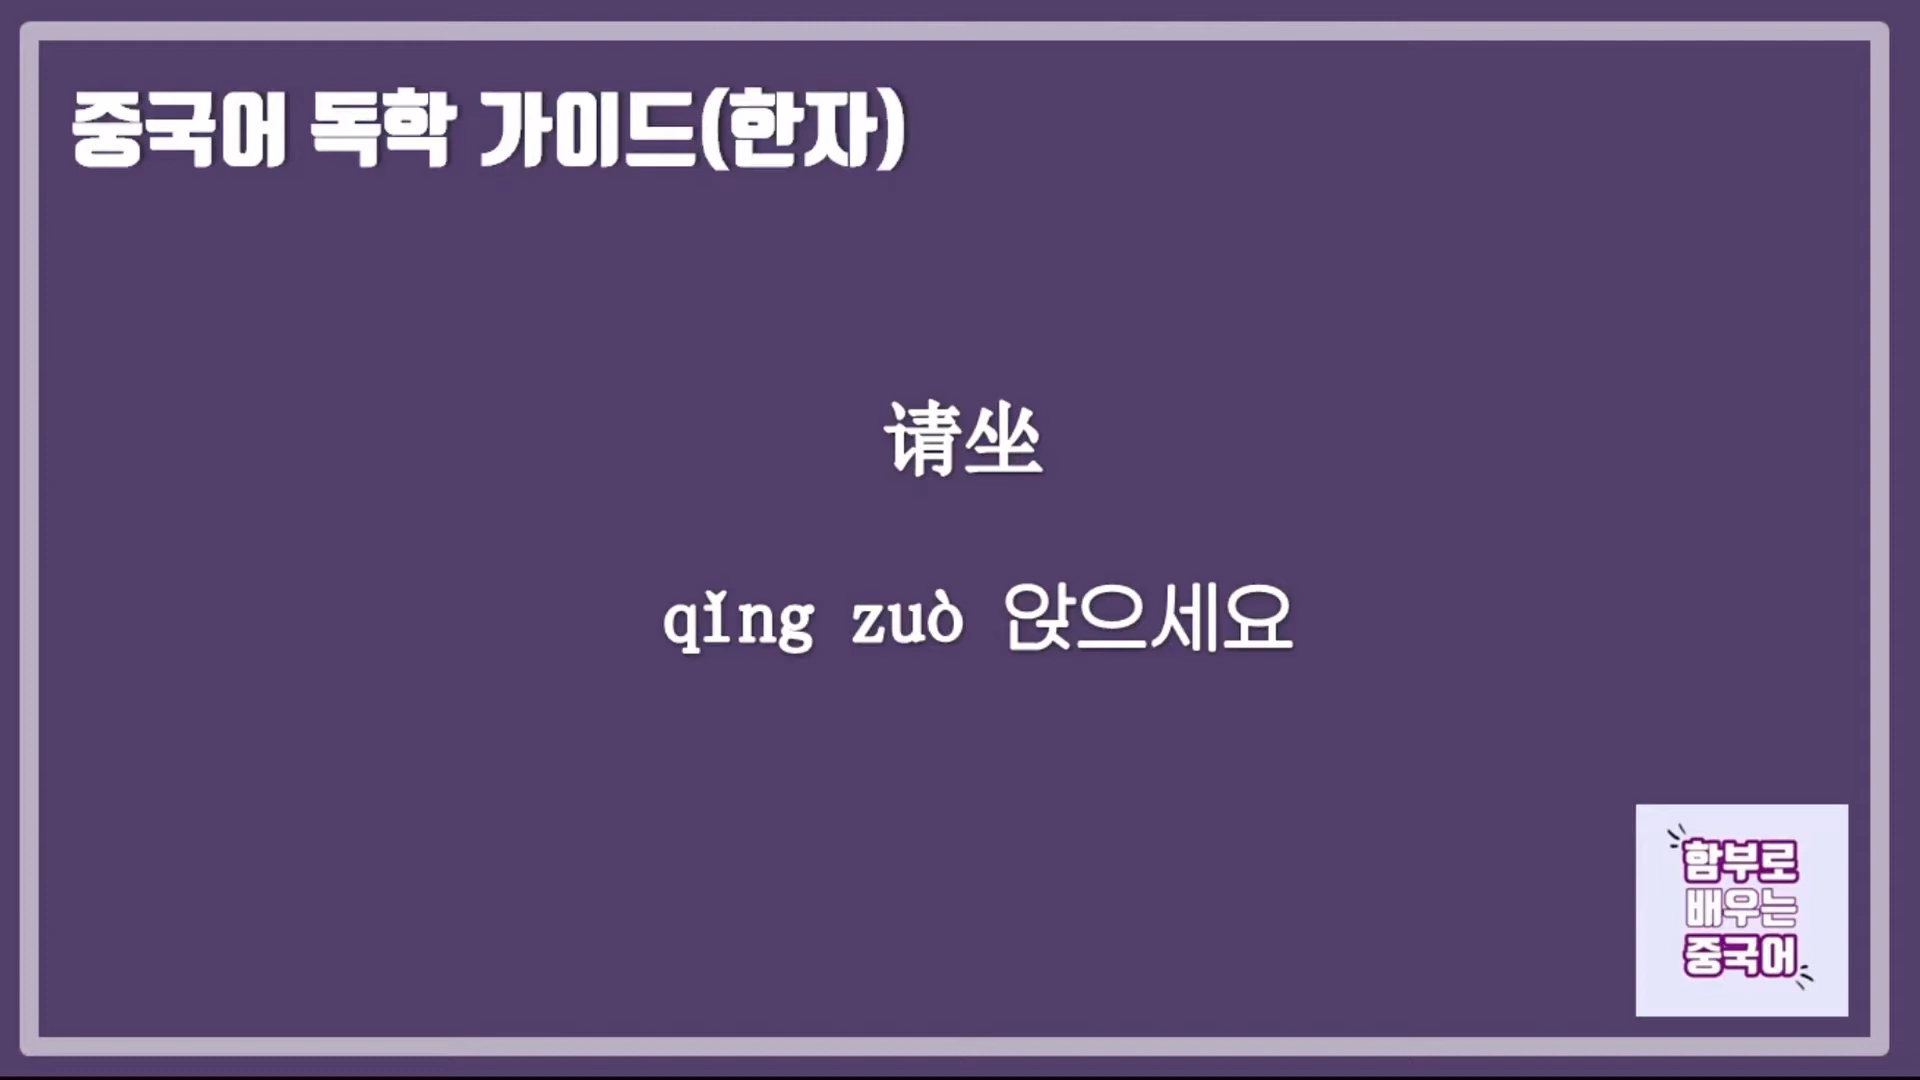 중국어 독학 가이드(한자)
请坐
qǐng zuò 앉으세요
함부로
배우는
중국어